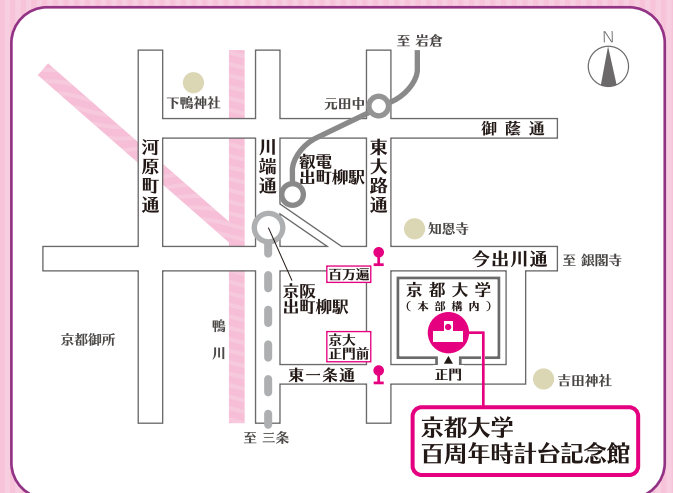 至 岩倉
N
下鴨神社
元田中
御蔭通
河原町通
川端通
叡電
出町柳駅
東大路通
知恩寺
今出川通
至 銀閣寺
百万遍
京都大学
(本部構内)
京阪
出町柳駅
京都御所
鴨川
京大
正門前
正門
東一条通
吉田神社
至 三条
京都大学
百周年時計台記念館